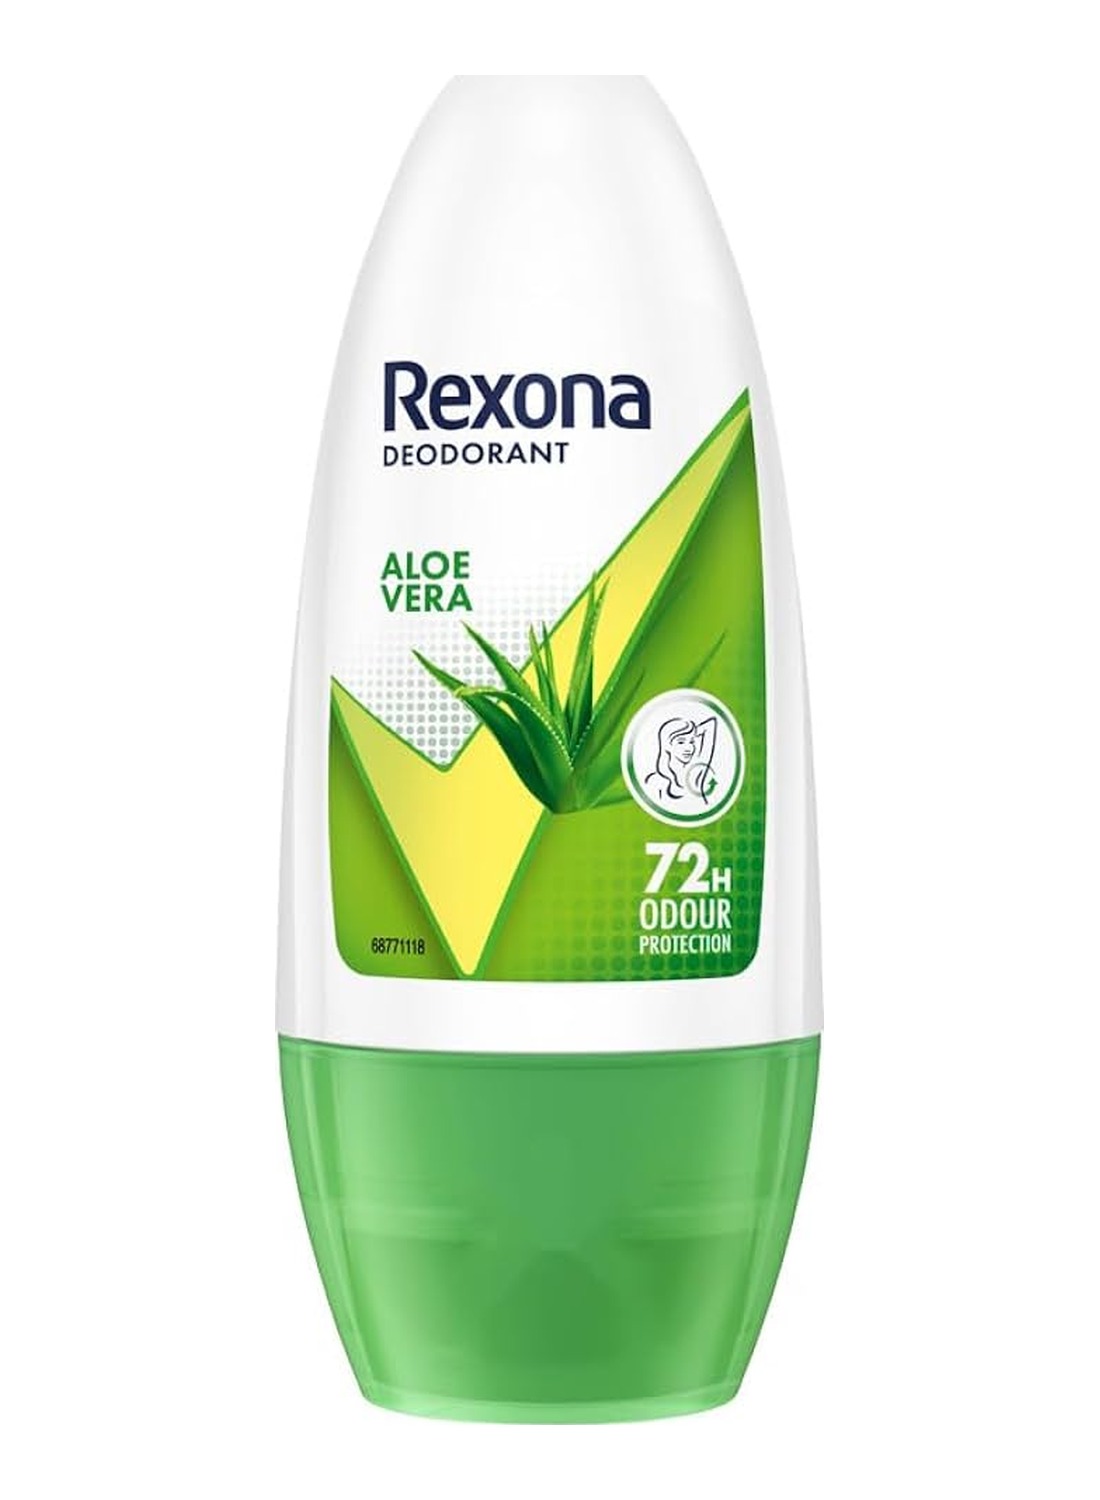 Rexona
DEODORANT
ALOE
VERA
72H
ODOUR
PROTECTION
68771118